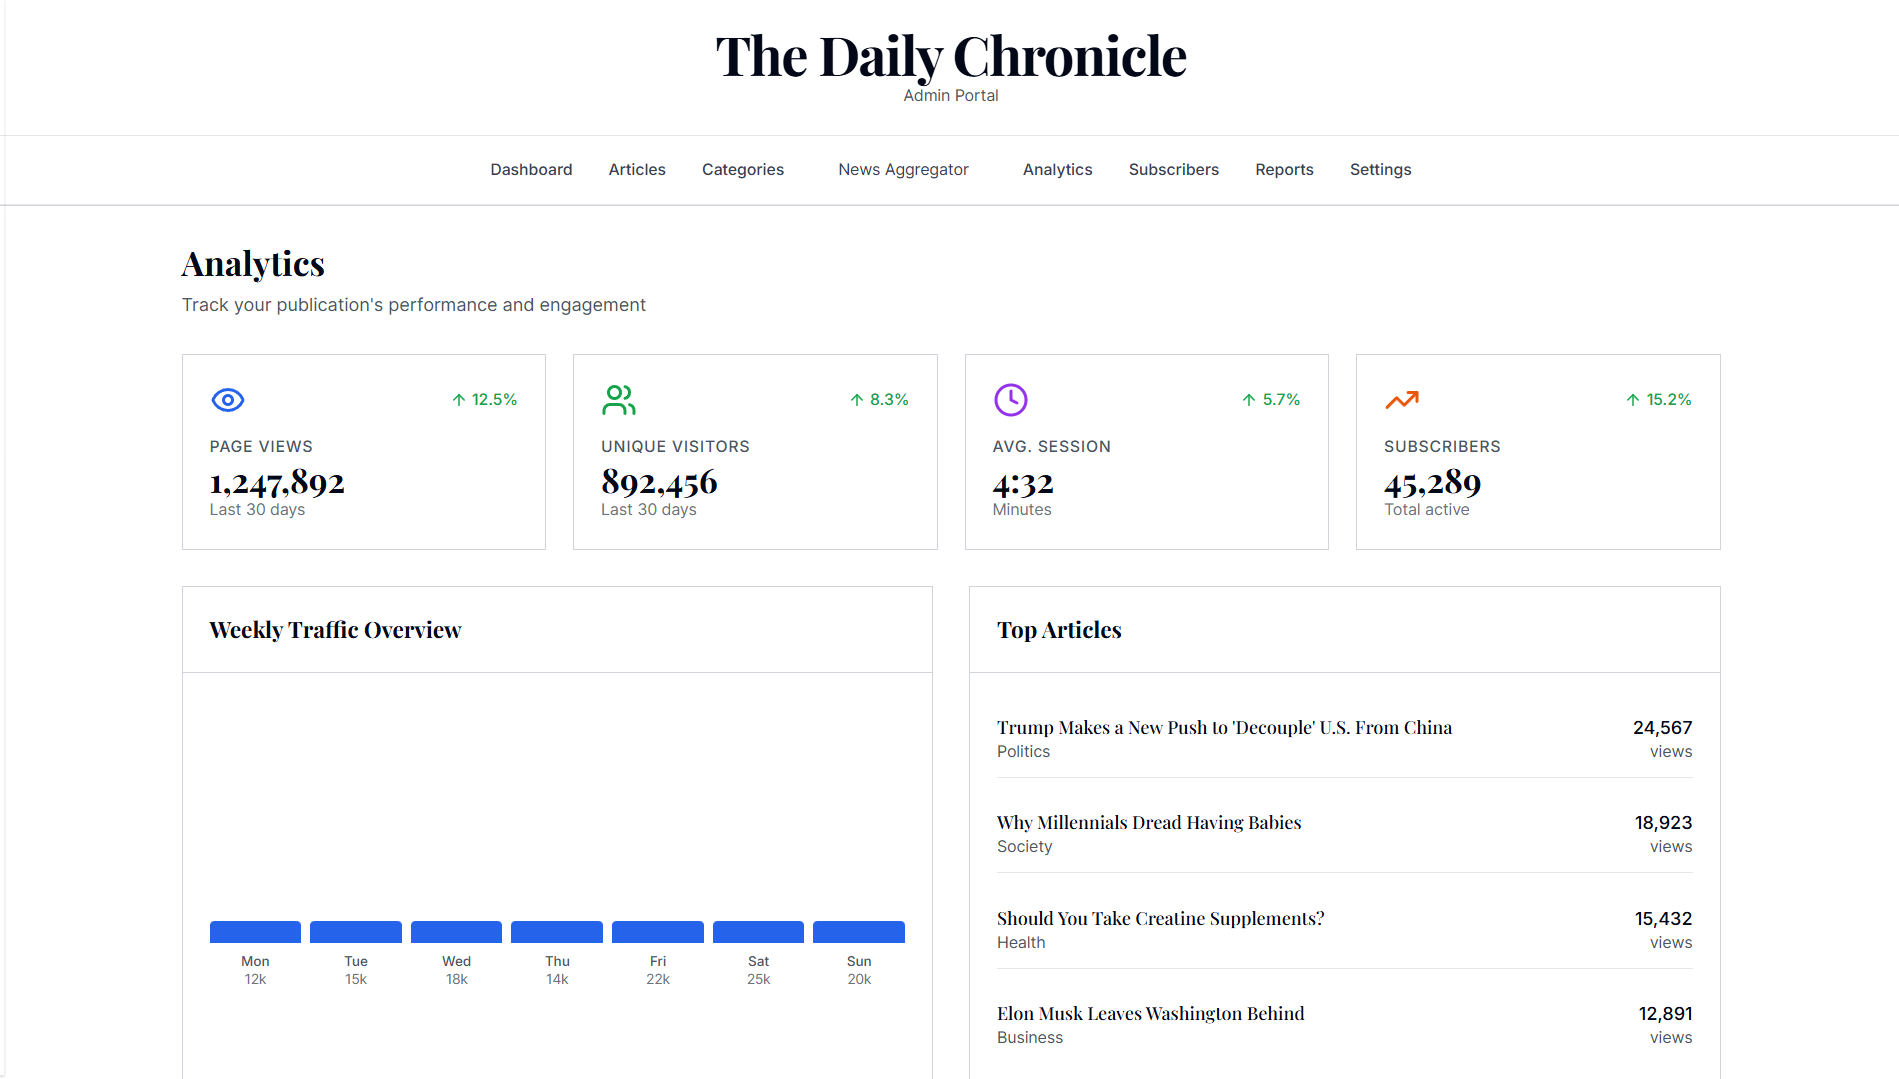 The Daily Chronicle
Admin Portal
Dashboard Articles Categories News Aggregator Analytics Subscribers Reports Settings
Analytics
Track your publication's performance and engagement
12.5%
PAGE VIEWS
1,247,892
Last 30 days
8.3%
UNIQUE VISITORS
892,456
Last 30 days
5.7%
AVG. SESSION
4:32
Minutes
15.2%
SUBSCRIBERS
45,289
Total active
Weekly Traffic Overview
Mon Tue Wed Thu Fri Sat Sun
12k 15k 18k 14k 22k 25k 20k
Top Articles
Trump Makes a New Push to 'Decouple' U.S. From China 24,567
Politics views
Why Millennials Dread Having Babies 18,923
Society views
Should You Take Creatine Supplements? 15,432
Health views
Elon Musk Leaves Washington Behind 12,891
Business views